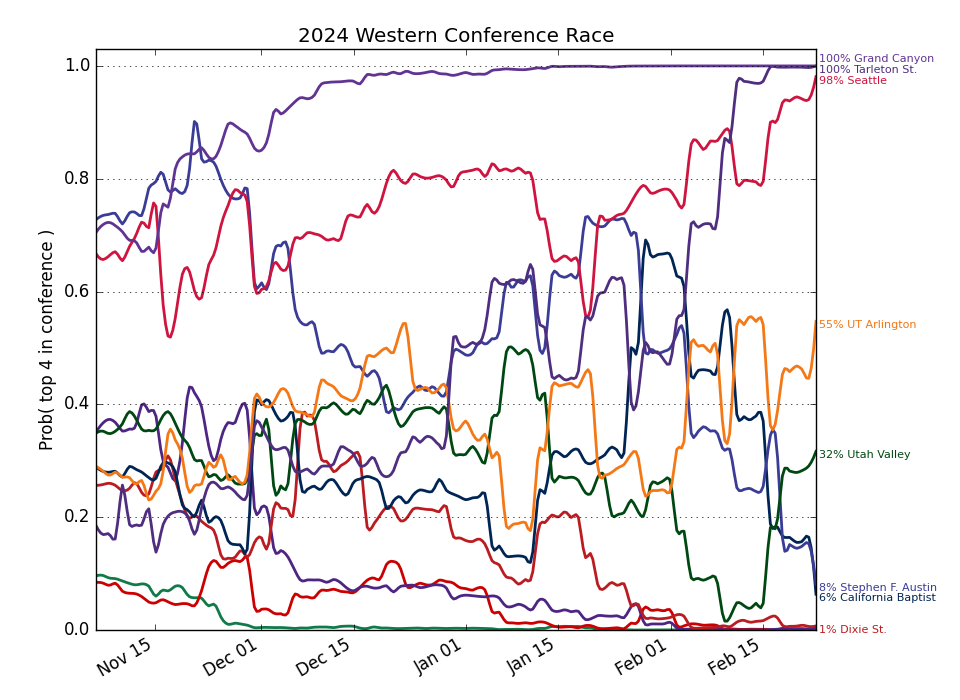 2024 Western Conference Race
Prob( top 4 in conference )
1.0
0.8
0.6
0.4
0.2
0.0
Nov 15
Dec 01
Dec 15
Jan 01
Jan 15
Feb 01
Feb 15
100% Grand Canyon
100% Tarleton St.
98% Seattle
55% UT Arlington
32% Utah Valley
8% Stephen F. Austin
6% California Baptist
1% Dixie St.